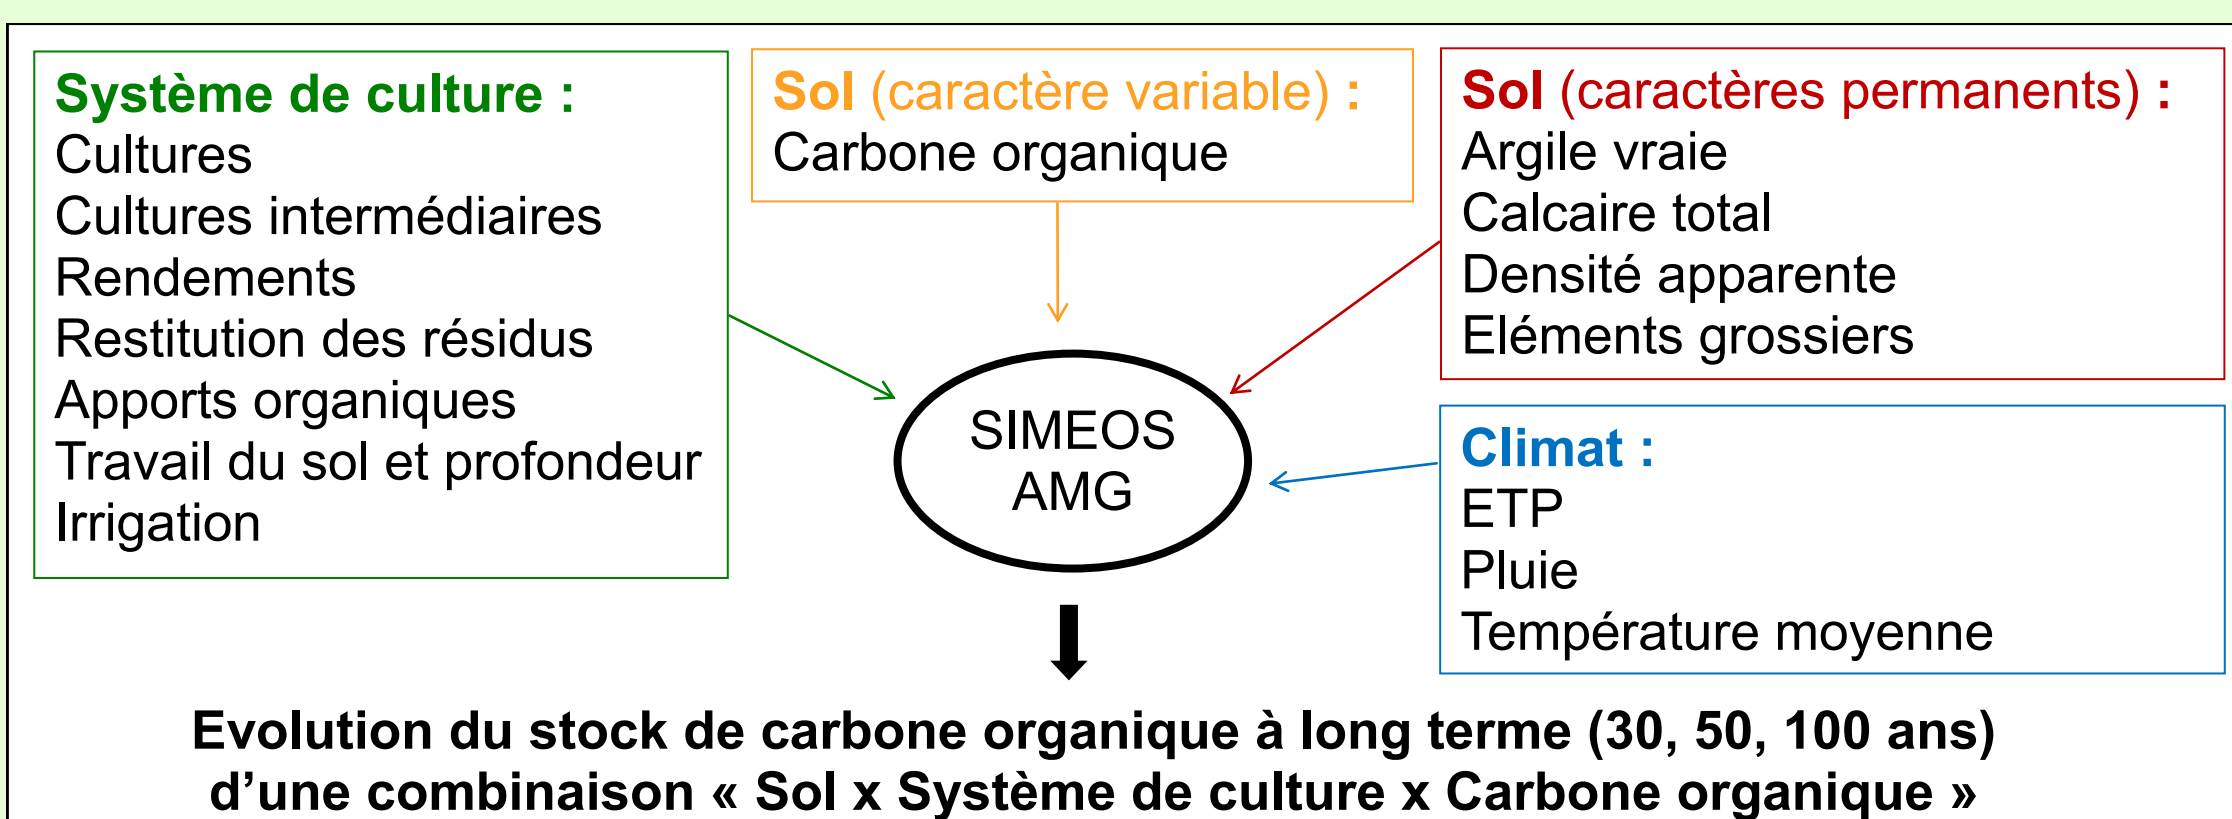 Système de culture :
Cultures
Cultures intermédiaires
Rendements
Restitution des résidus
Apports organiques
Travail du sol et profondeur
Irrigation
Sol (caractère variable) :
Carbone organique
Sol (caractères permanents) :
Argile vraie
Calcaire total
Densité apparente
Eléments grossiers
SIMEOS
AMG
Climat :
ETP
Pluie
Température moyenne
Evolution du stock de carbone organique à long terme (30, 50, 100 ans)
d’une combinaison « Sol x Système de culture x Carbone organique »